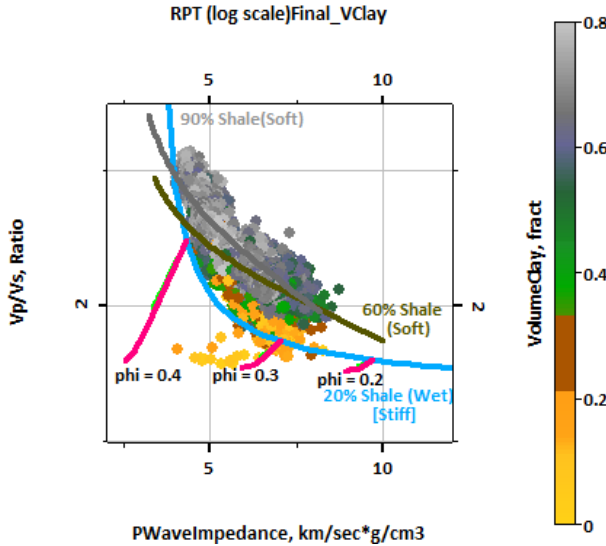 RPT (log scale)Final_VClay
5 10
90% Shale(Soft)
Vp/Vs, Ratio
2
2
60% Shale
(Soft)
phi = 0.4
phi = 0.3
phi = 0.2
20% Shale (Wet)
[Stiff]
5 10
PWaveImpedance, km/sec*g/cm3
VolumeClay, fract
0.8
0.6
0.4
0.2
0